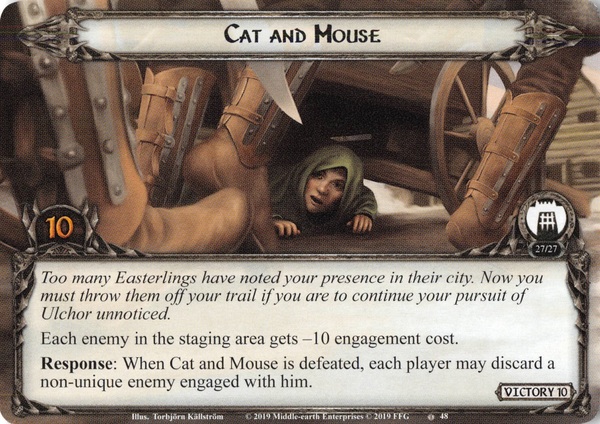 CAT AND MOUSE
10
27/27
Too many Easterlings have noted your presence in their city. Now you
must throw them off your trail if you are to continue your pursuit of
Ulchor unnoticed.
Each enemy in the staging area gets –10 engagement cost.
Response: When Cat and Mouse is defeated, each player may discard a
non-unique enemy engaged with him.
VICTORY 10
Illus. Torbjörn Källström © 2019 Middle-earth Enterprises © 2019 FFG 48